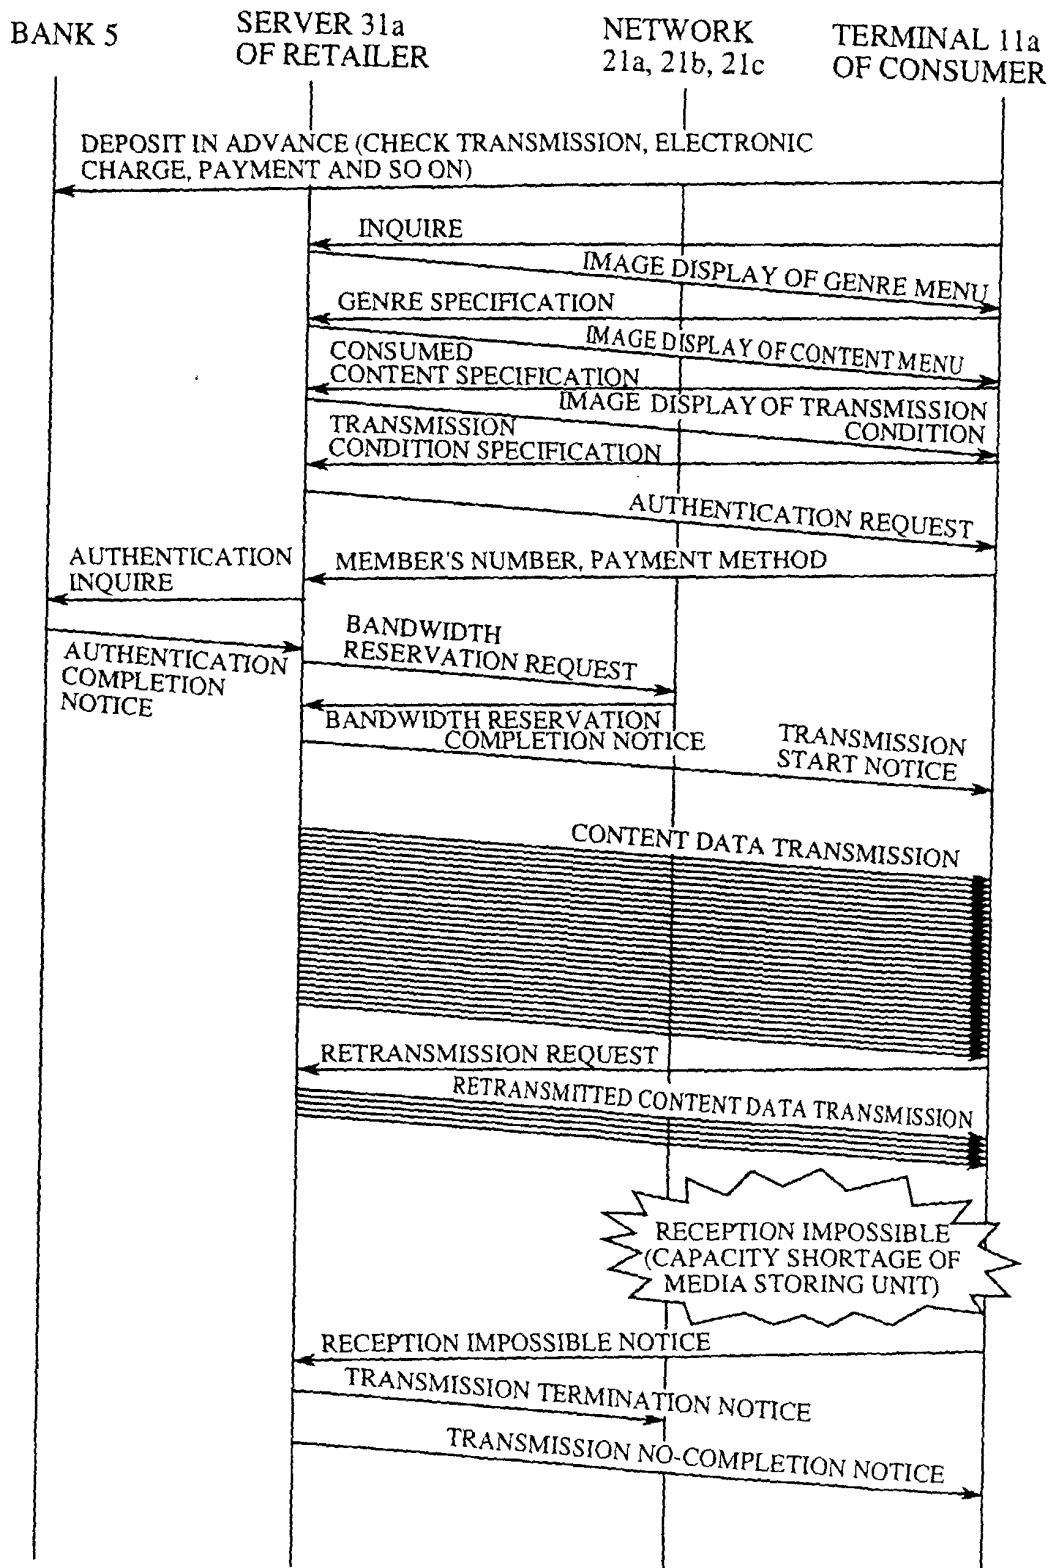 BANK 5
SERVER 31a
OF RETAILER
NETWORK
21a, 21b, 21c
TERMINAL 11a
OF CONSUMER
DEPOSIT IN ADVANCE (CHECK TRANSMISSION, ELECTRONIC
CHARGE, PAYMENT AND SO ON)
INQUIRE
IMAGE DISPLAY OF GENRE MENU
GENRE SPECIFICATION
IMAGE DISPLAY OF CONTENT MENU
CONSUMED
CONTENT SPECIFICATION
IMAGE DISPLAY OF TRANSMISSION
CONDITION
TRANSMISSION
CONDITION SPECIFICATION
AUTHENTICATION REQUEST
MEMBER'S NUMBER, PAYMENT METHOD
AUTHENTICATION
INQUIRE
AUTHENTICATION
COMPLETION
NOTICE
BANDWIDTH
RESERVATION REQUEST
BANDWIDTH RESERVATION
COMPLETION NOTICE
TRANSMISSION
START NOTICE
CONTENT DATA TRANSMISSION
RETRANSMISSION REQUEST
RETRANSMITTED CONTENT DATA TRANSMISSION
RECEPTION IMPOSSIBLE
(CAPACITY SHORTAGE OF
MEDIA STORING UNIT)
RECEPTION IMPOSSIBLE NOTICE
TRANSMISSION TERMINATION NOTICE
TRANSMISSION NO-COMPLETION NOTICE